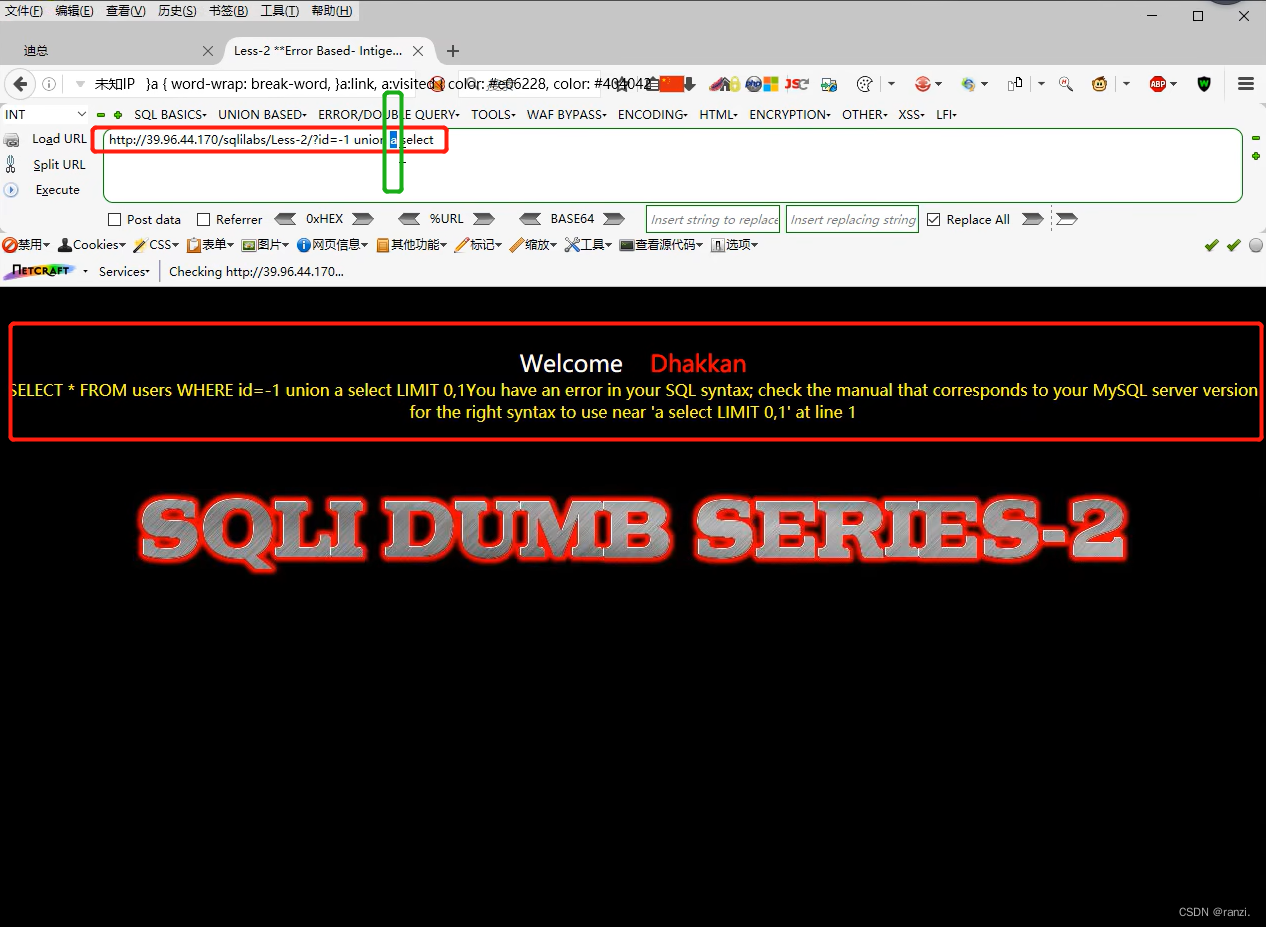 文件(F) 编辑(E) 查看(V) 历史(S) 书签(B) 工具(T) 帮助(H)
迪总 Less-2 **Error Based- Intige...
未知IP }a { word-wrap: break-word, }a:link, a:visited { color: #e06228, color: #404042
INT SQL BASICS UNION BASED ERROR/DOUBLE QUERY TOOLS WAF BYPASS ENCODING HTML ENCRYPTION OTHER XSS LFI
Load URL http://39.96.44.170/sqlilabs/Less-2/?id=-1 union a select
Split URL
Execute
Post data Referrer 0xHEX %URL BASE64 Insert string to replace Insert replacing string Replace All
禁用 Cookies CSS 表单 图片 网页信息 其他功能 标记 缩放 工具 查看源代码 选项
NETCRAFT Services Checking http://39.96.44.170...
Welcome Dhakkan
SELECT * FROM users WHERE id=-1 union a select LIMIT 0,1You have an error in your SQL syntax; check the manual that corresponds to your MySQL server version
for the right syntax to use near 'a select LIMIT 0,1' at line 1
SQLI DUMB SERIES-2
CSDN @ranzi.